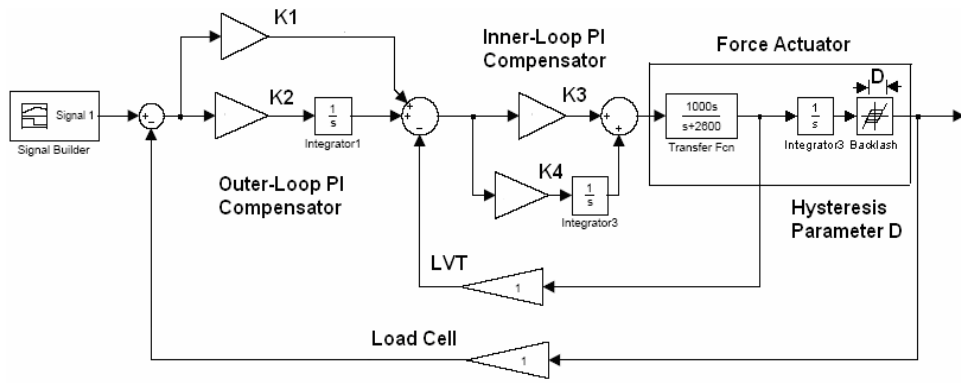 K1
Inner-Loop PI
Compensator
Force Actuator
Signal 1
Signal Builder
+
−
K2
1
s
Integrator1
+
+
−
K3
+
+
1000s
s+2600
Transfer Fcn
1
s
Integrator3
D
Backlash
K4
1
s
Integrator3
Outer-Loop PI
Compensator
Hysteresis
Parameter D
LVT
1
Load Cell
1